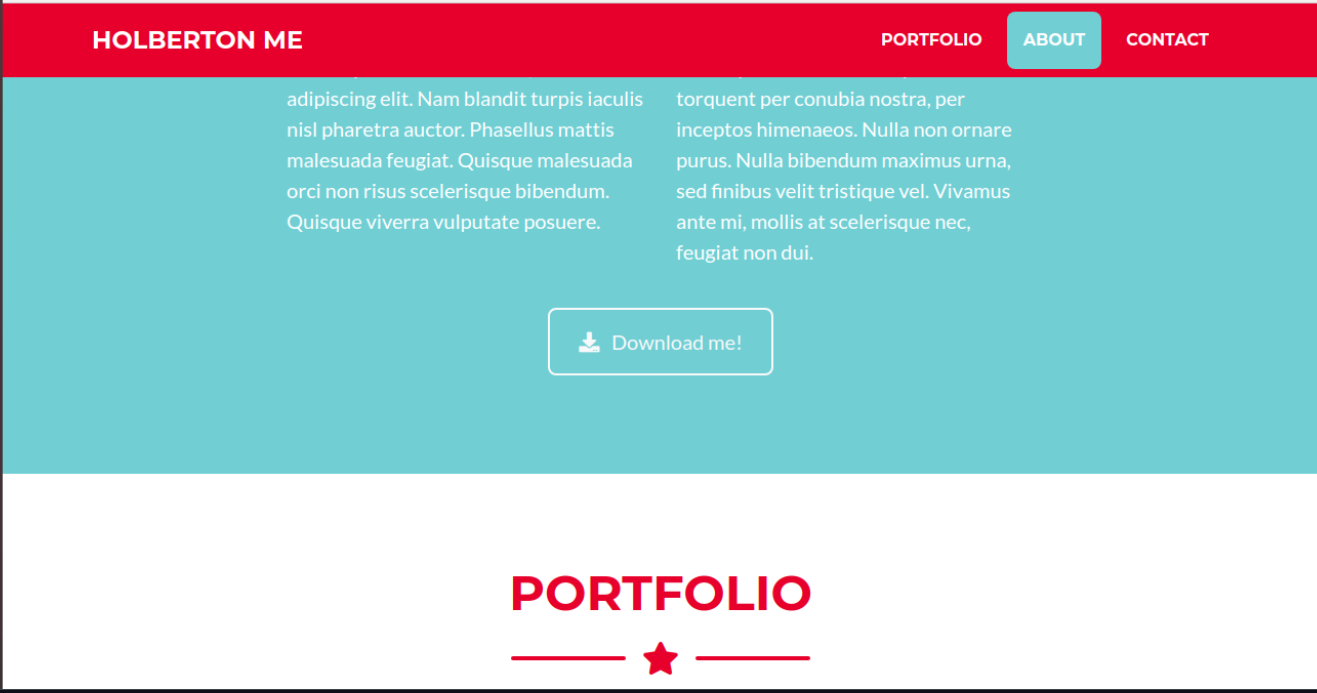 HOLBERTON ME
PORTFOLIO
ABOUT
CONTACT
adipiscing elit. Nam blandit turpis iaculis
nisl pharetra auctor. Phasellus mattis
malesuada feugiat. Quisque malesuada
orci non risus scelerisque bibendum.
Quisque viverra vulputate posuere.
torquent per conubia nostra, per
inceptos himenaeos. Nulla non ornare
purus. Nulla bibendum maximus urna,
sed finibus velit tristique vel. Vivamus
ante mi, mollis at scelerisque nec,
feugiat non dui.
Download me!
PORTFOLIO